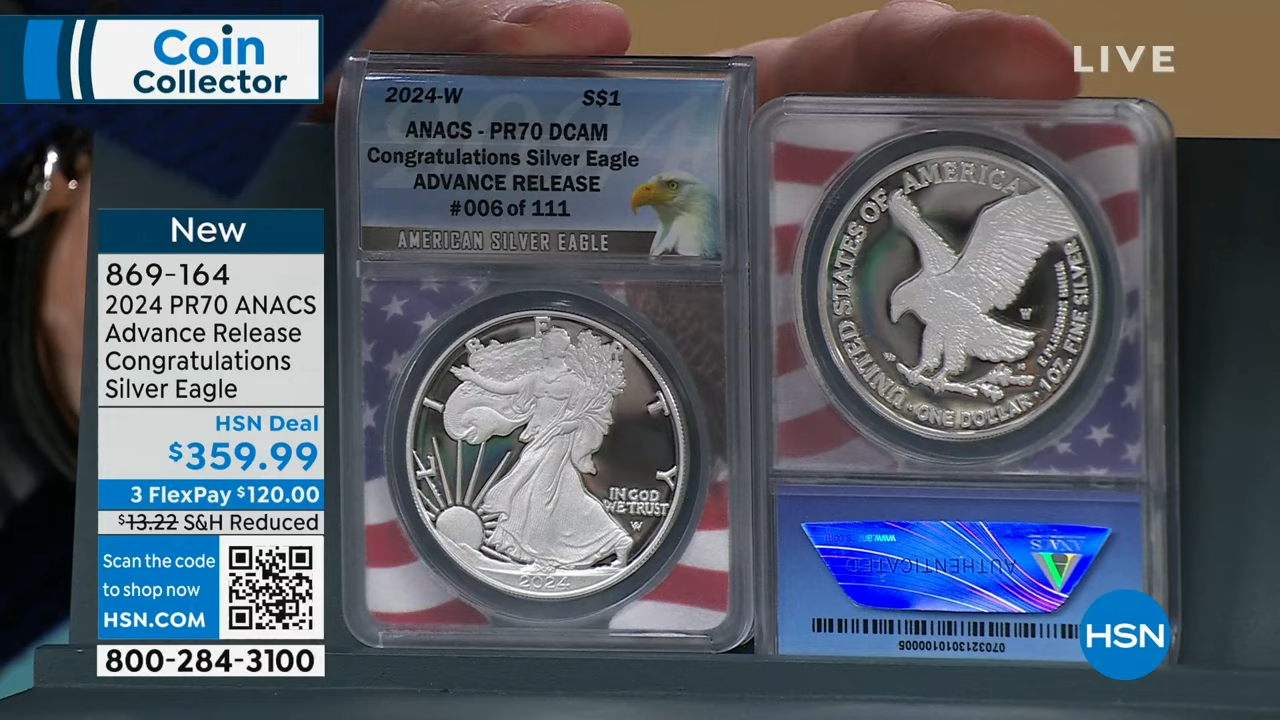 Coin
Collector
LIVE
New
869-164
2024 PR70 ANACS
Advance Release
Congratulations
Silver Eagle
HSN Deal
$359.99
3 FlexPay $120.00
$13.22 S&H Reduced
Scan the code
to shop now
HSN.COM
800-284-3100
2024-W S$1
ANACS - PR70 DCAM
Congratulations Silver Eagle
ADVANCE RELEASE
#006 of 111
AMERICAN SILVER EAGLE
LIBERTY
IN GOD
WE TRUST
W
2024
UNITED STATES OF AMERICA
W
1 OZ. FINE SILVER
ONE DOLLAR
ANACS
AUTHENTICATED
HSN